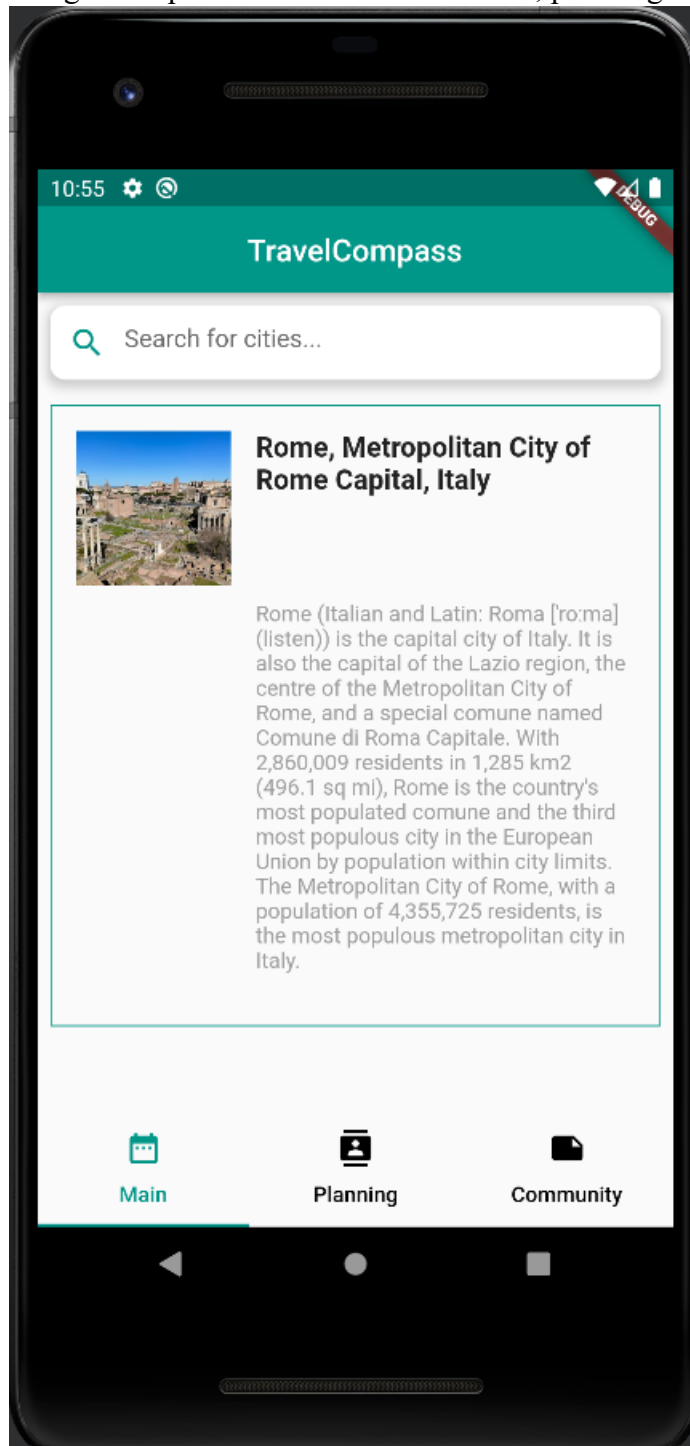 10:55
DEBUG
TravelCompass
Search for cities...
Rome, Metropolitan City of
Rome Capital, Italy
Rome (Italian and Latin: Roma [ˈroːma]
(listen)) is the capital city of Italy. It is
also the capital of the Lazio region, the
centre of the Metropolitan City of
Rome, and a special comune named
Comune di Roma Capitale. With
2,860,009 residents in 1,285 km2
(496.1 sq mi), Rome is the country's
most populated comune and the third
most populous city in the European
Union by population within city limits.
The Metropolitan City of Rome, with a
population of 4,355,725 residents, is
the most populous metropolitan city in
Italy.
Main
Planning
Community